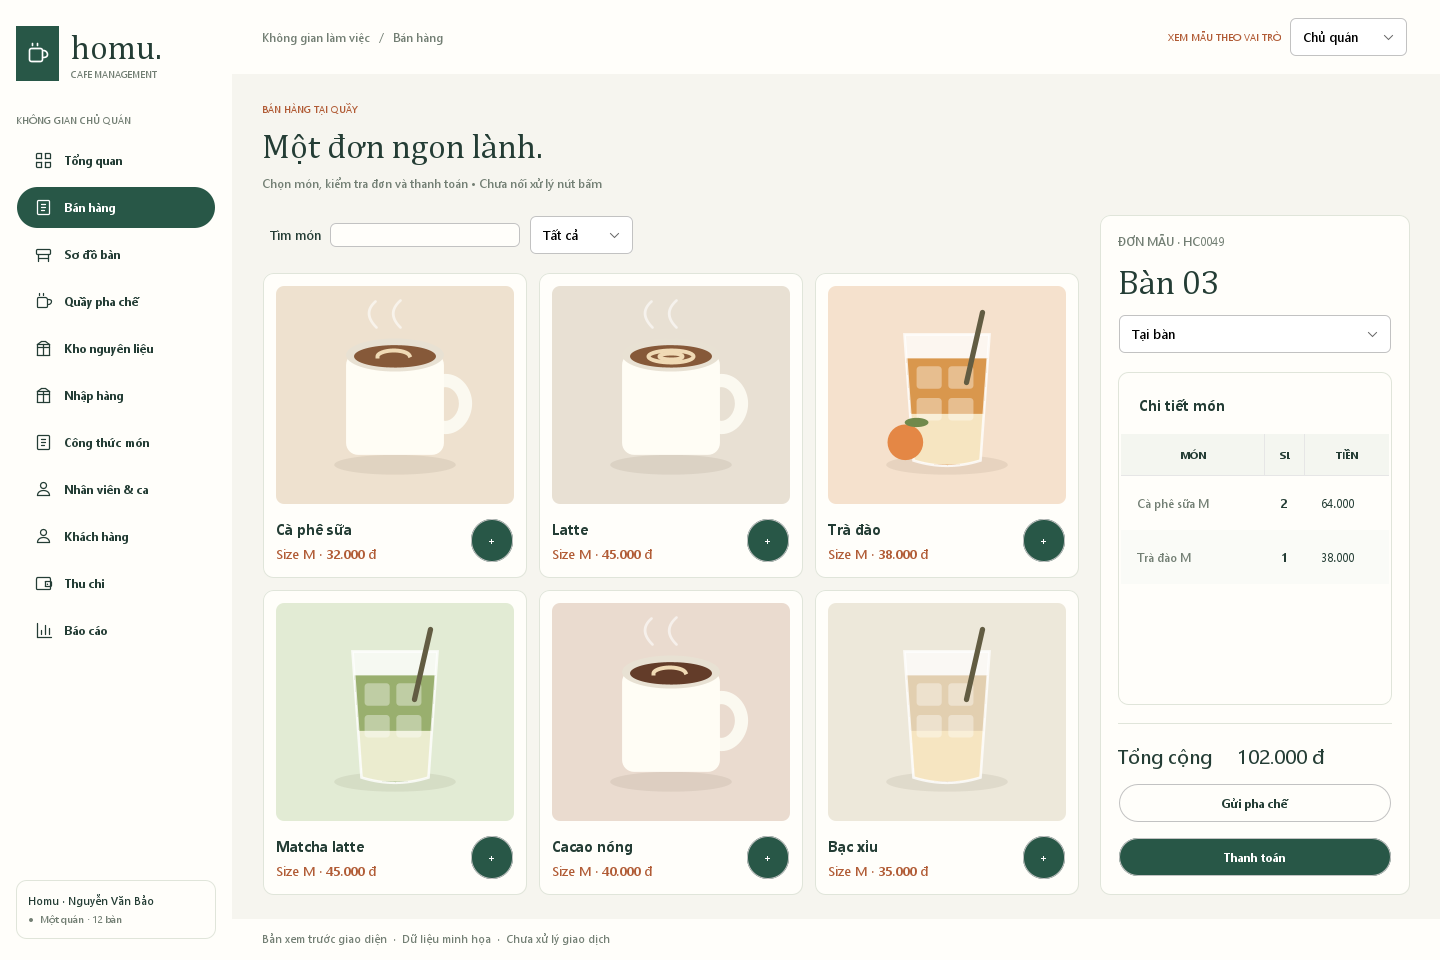 homu.
CAFE MANAGEMENT
KHÔNG GIAN CHỦ QUÁN
Tổng quan
Bán hàng
Sơ đồ bàn
Quầy pha chế
Kho nguyên liệu
Nhập hàng
Công thức món
Nhân viên & ca
Khách hàng
Thu chi
Báo cáo
Homu · Nguyễn Văn Bảo
• Một quán · 12 bàn
Không gian làm việc / Bán hàng
XEM MẪU THEO VAI TRÒ
Chủ quán
BÁN HÀNG TẠI QUẦY
Một đơn ngon lành.
Chọn món, kiểm tra đơn và thanh toán • Chưa nối xử lý nút bấm
Tìm món
Tất cả
Cà phê sữa
Size M · 32.000 đ
+
Latte
Size M · 45.000 đ
+
Trà đào
Size M · 38.000 đ
+
Matcha latte
Size M · 45.000 đ
+
Cacao nóng
Size M · 40.000 đ
+
Bạc xỉu
Size M · 35.000 đ
+
ĐƠN MẪU · HC0049
Bàn 03
Tại bàn
Chi tiết món
MÓN SL TIỀN
Cà phê sữa M 2 64.000
Trà đào M 1 38.000
Tổng cộng 102.000 đ
Gửi pha chế
Thanh toán
Bản xem trước giao diện · Dữ liệu minh họa · Chưa xử lý giao dịch